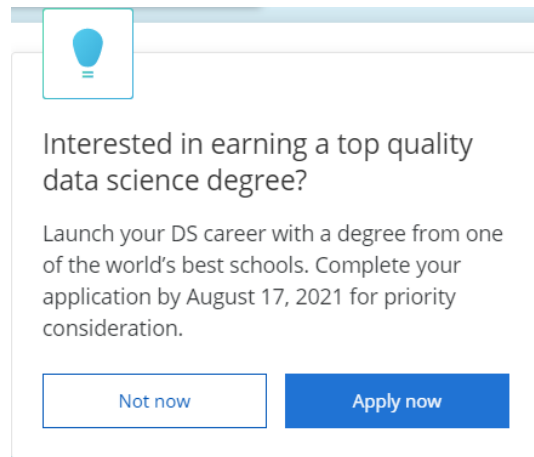 Interested in earning a top quality
data science degree?
Launch your DS career with a degree from one
of the world’s best schools. Complete your
application by August 17, 2021 for priority
consideration.
Not now
Apply now